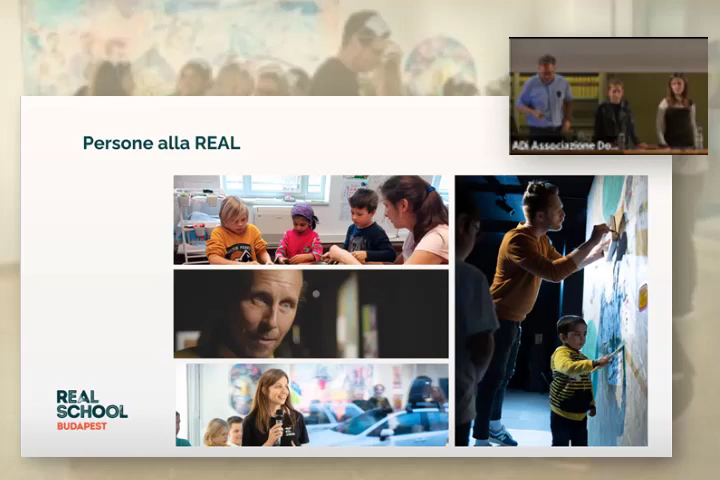 ADi Associazione Do...
Persone alla REAL
REAL
SCHOOL
BUDAPEST